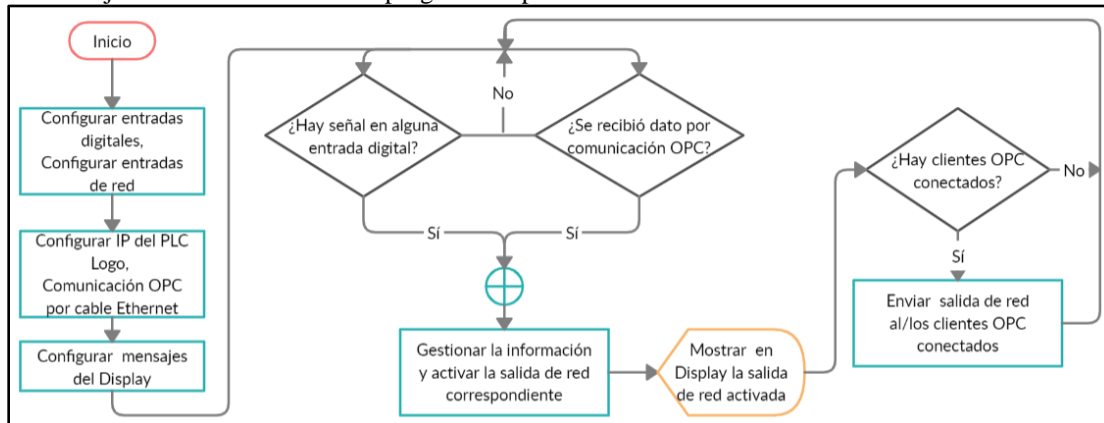 Inicio
Configurar entradas
digitales,
Configurar entradas
de red
Configurar IP del PLC
Logo,
Comunicación OPC
por cable Ethernet
Configurar mensajes
del Display
¿Hay señal en alguna
entrada digital?
No
¿Se recibió dato por
comunicación OPC?
Sí
Sí
Gestionar la información
y activar la salida de red
correspondiente
Mostrar en
Display la salida
de red activada
¿Hay clientes OPC
conectados?
No
Sí
Enviar salida de red
al/los clientes OPC
conectados